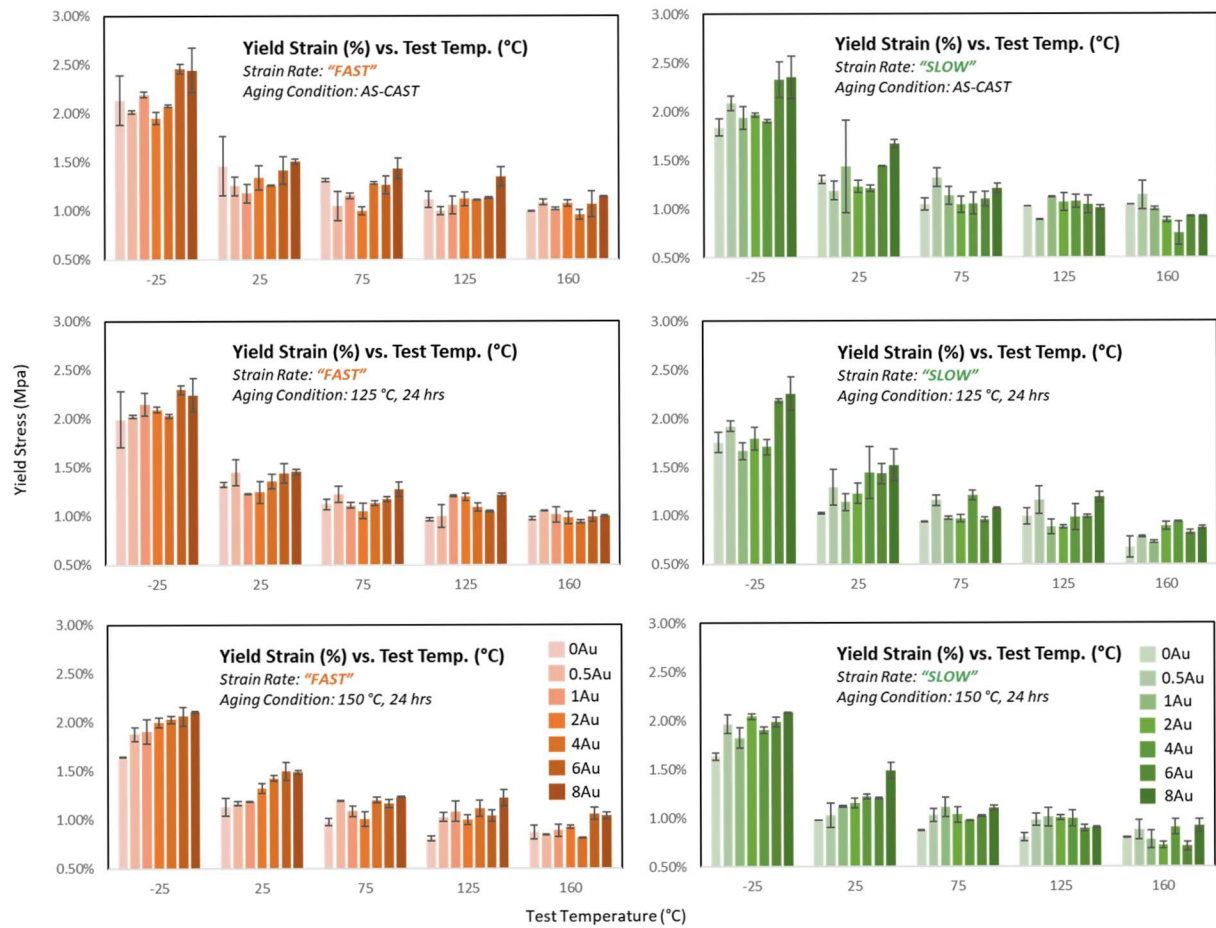 3.00%
2.50%
2.00%
1.50%
1.00%
0.50%
Yield Strain (%) vs. Test Temp. (°C)
Strain Rate: “FAST”
Aging Condition: AS-CAST
-25 25 75 125 160
3.00%
2.50%
2.00%
1.50%
1.00%
0.50%
Yield Strain (%) vs. Test Temp. (°C)
Strain Rate: “SLOW”
Aging Condition: AS-CAST
-25 25 75 125 160
Yield Stress (Mpa)
3.00%
2.50%
2.00%
1.50%
1.00%
0.50%
Yield Strain (%) vs. Test Temp. (°C)
Strain Rate: “FAST”
Aging Condition: 125 °C, 24 hrs
-25 25 75 125 160
3.00%
2.50%
2.00%
1.50%
1.00%
0.50%
Yield Strain (%) vs. Test Temp. (°C)
Strain Rate: “SLOW”
Aging Condition: 125 °C, 24 hrs
-25 25 75 125 160
3.00%
2.50%
2.00%
1.50%
1.00%
0.50%
Yield Strain (%) vs. Test Temp. (°C)
Strain Rate: “FAST”
Aging Condition: 150 °C, 24 hrs
0Au
0.5Au
1Au
2Au
4Au
6Au
8Au
-25 25 75 125 160
3.00%
2.50%
2.00%
1.50%
1.00%
0.50%
Yield Strain (%) vs. Test Temp. (°C)
Strain Rate: “SLOW”
Aging Condition: 150 °C, 24 hrs
0Au
0.5Au
1Au
2Au
4Au
6Au
8Au
-25 25 75 125 160
Test Temperature (°C)